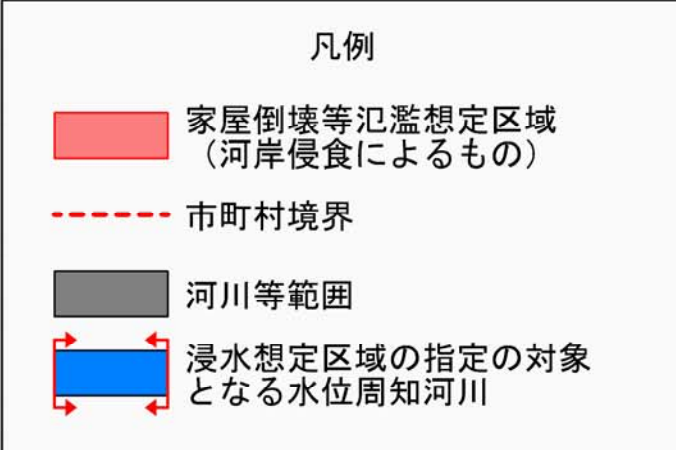 凡例
家屋倒壊等氾濫想定区域
（河岸侵食によるもの）
市町村境界
河川等範囲
浸水想定区域の指定の対象
となる水位周知河川